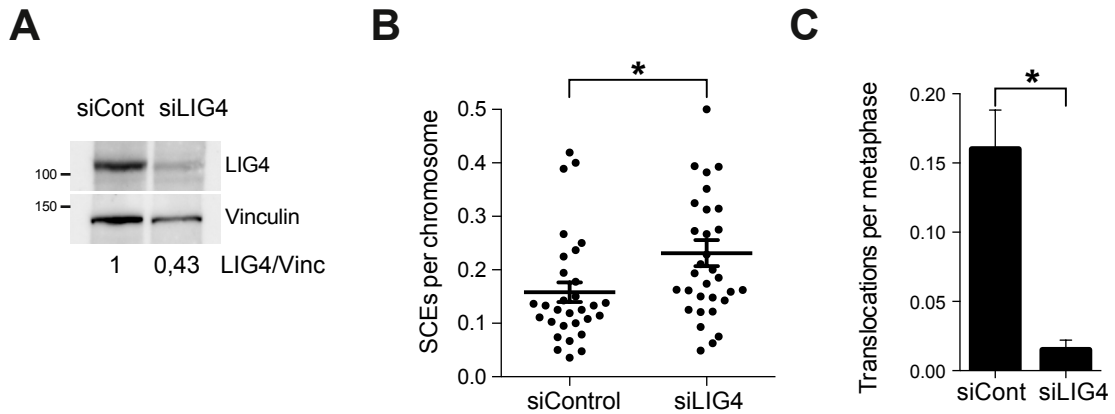 A
siCont siLIG4
100
LIG4
150
Vinculin
1 0,43 LIG4/Vinc
B
*
SCEs per chromosome
0.5
0.4
0.3
0.2
0.1
0.0
siControl siLIG4
C
*
Translocations per metaphase
0.20
0.15
0.10
0.05
0.00
siCont siLIG4